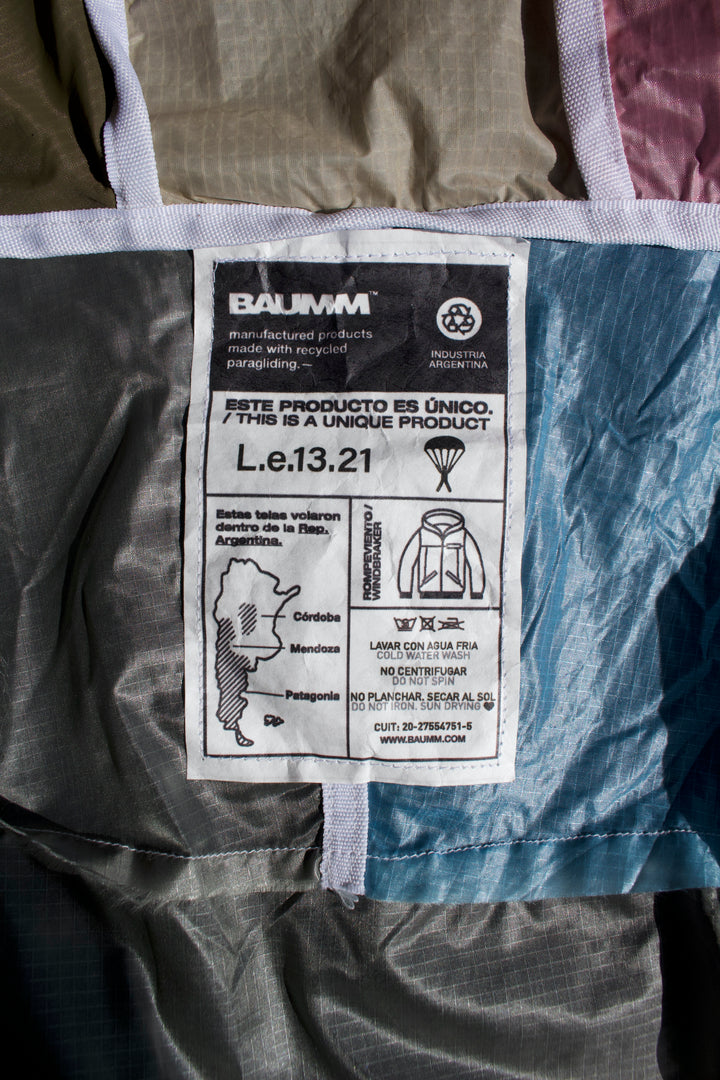 BAUMM™
manufactured products
made with recycled
paragliding.—
INDUSTRIA
ARGENTINA
ESTE PRODUCTO ES ÚNICO.
/ THIS IS A UNIQUE PRODUCT
L.e.13.21
Estas telas volaron
dentro de la Rep.
Argentina.
Córdoba
Mendoza
Patagonia
ROMPEVIENTO /
WINDBRAKER
LAVAR CON AGUA FRIA
COLD WATER WASH
NO CENTRIFUGAR
DO NOT SPIN
NO PLANCHAR. SECAR AL SOL
DO NOT IRON. SUN DRYING ♥
CUIT: 20-27554751-5
WWW.BAUMM.COM